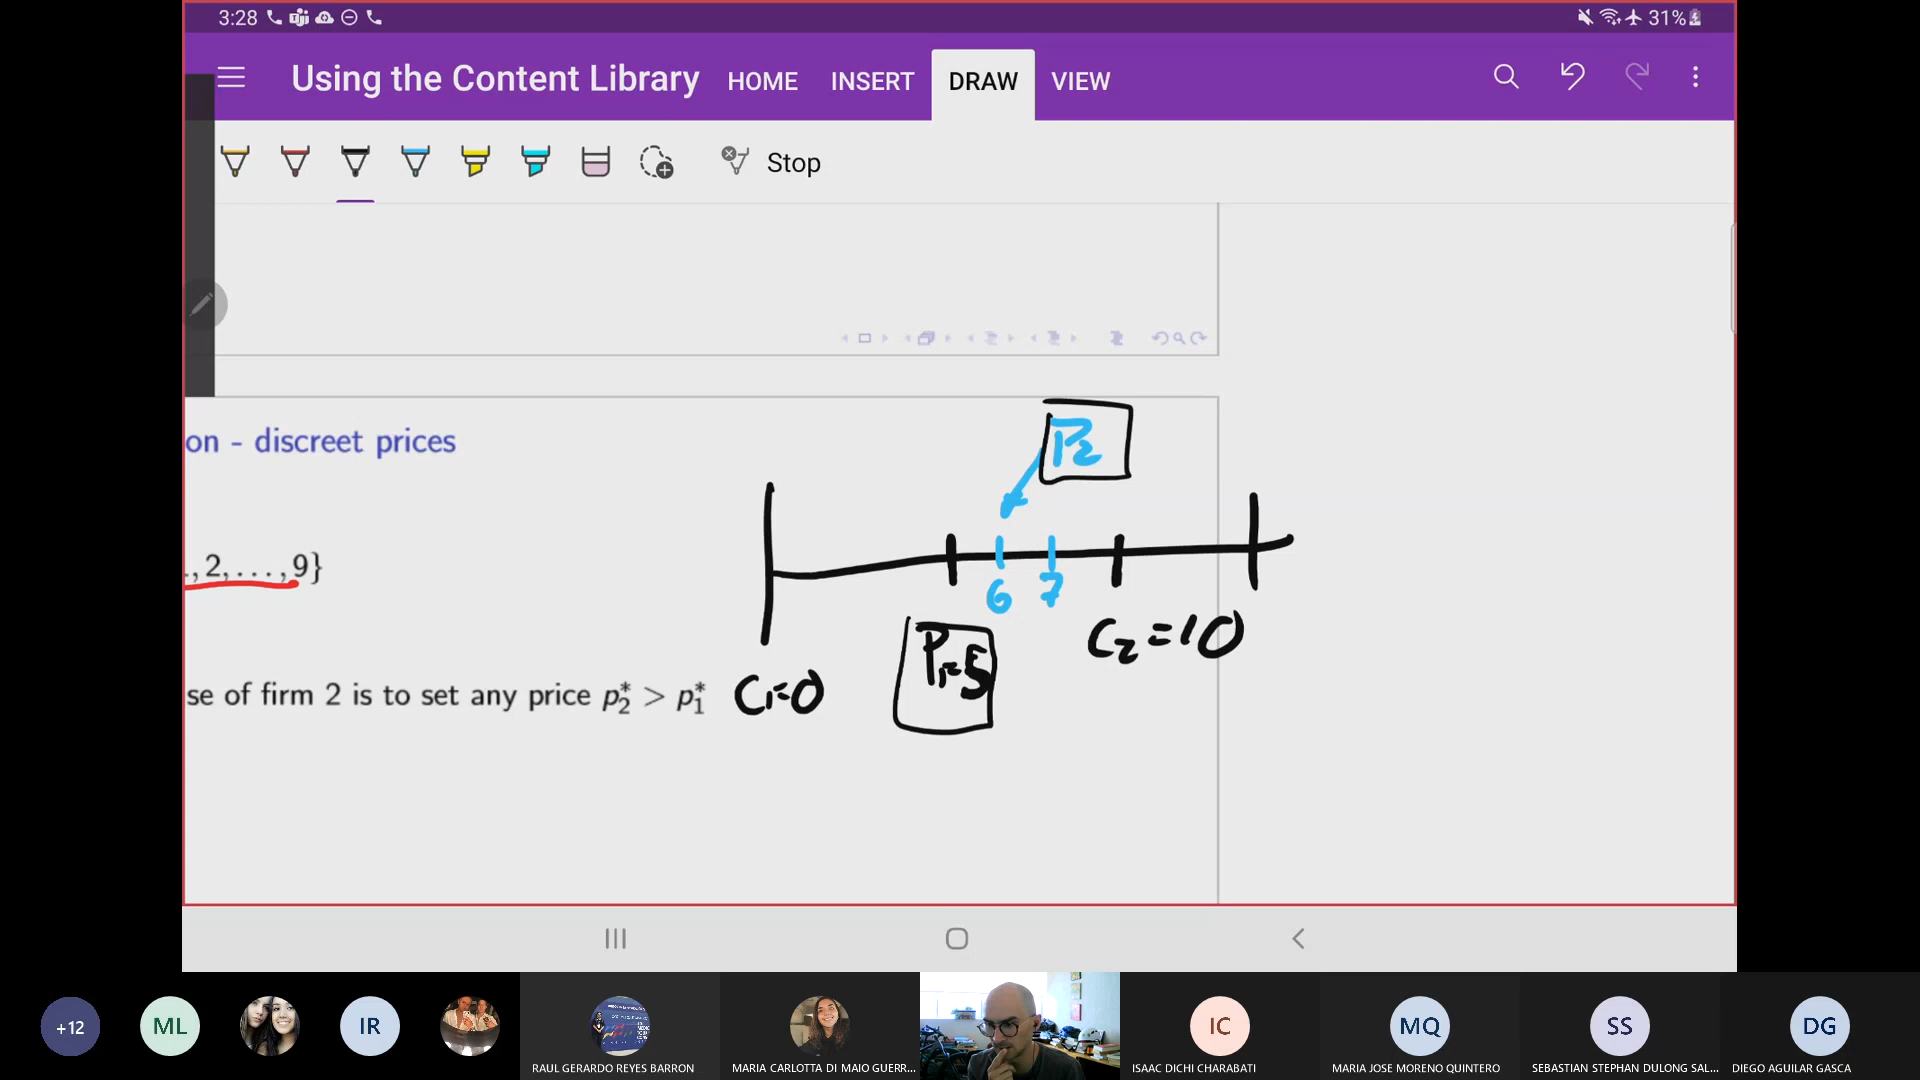 3:28 31%
Using the Content Library HOME INSERT DRAW VIEW
Stop
on - discreet prices
P2
, 2, . . . , 9}
6 7
C2=10
P1=5
se of firm 2 is to set any price p₂* > p₁* C1=0
+12 ML IR IC MQ SS DG
RAUL GERARDO REYES BARRON MARIA CARLOTTA DI MAIO GUERR... ISAAC DICHI CHARABATI MARIA JOSE MORENO QUINTERO SEBASTIAN STEPHAN DULONG SAL... DIEGO AGUILAR GASCA